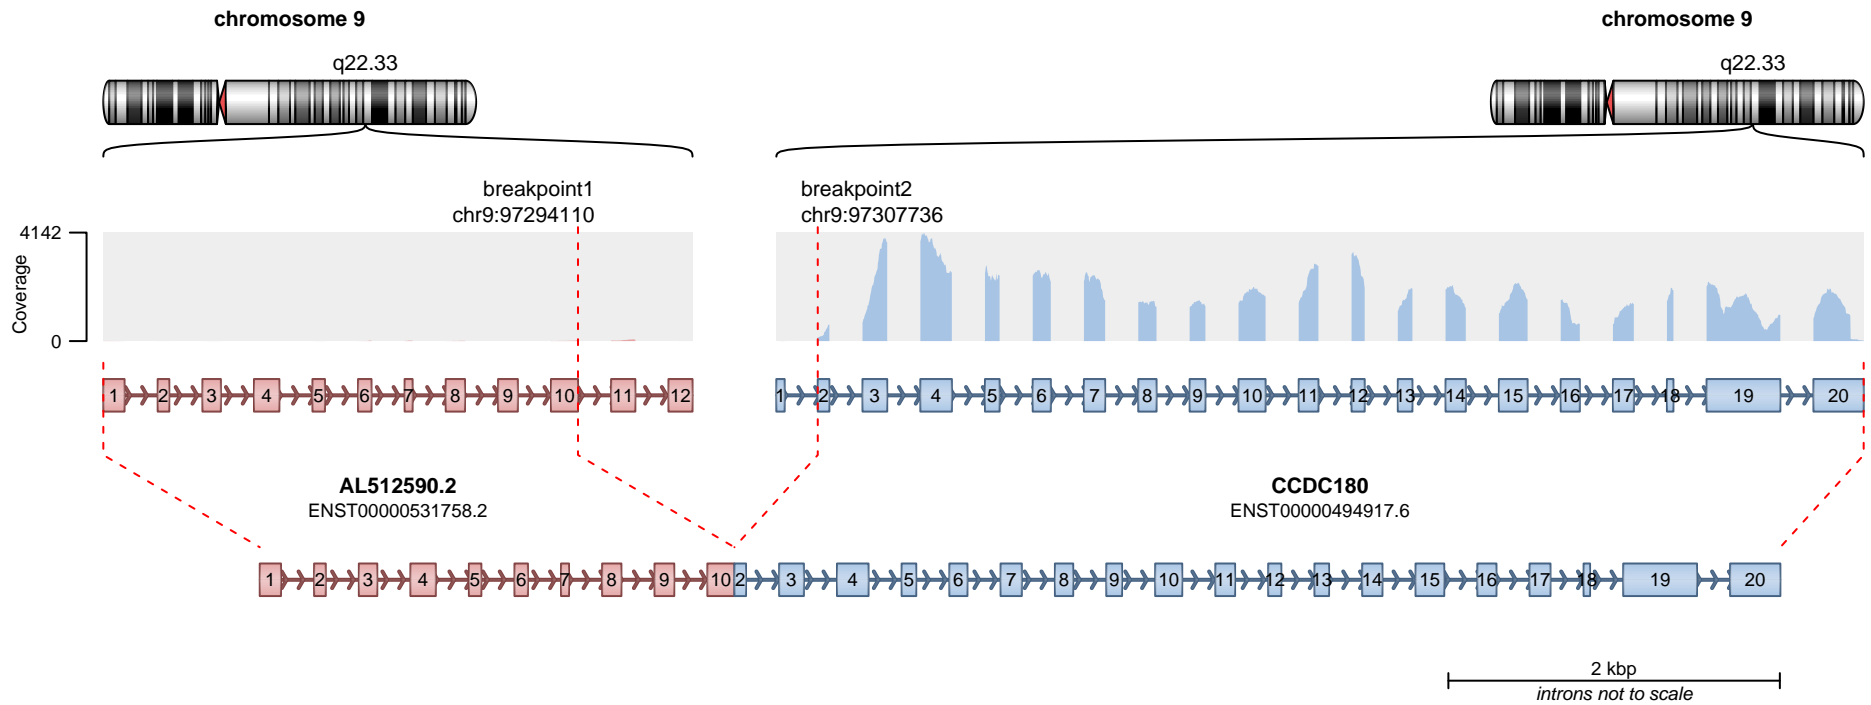 chromosome 9
chromosome 9
q22.33
q22.33
breakpoint1
chr9:97294110
breakpoint2
chr9:97307736
4142
Coverage
0
1 2 3 4 5 6 7 8 9 10 11 12
1 2 3 4 5 6 7 8 9 10 11 12 13 14 15 16 17 18 19 20
AL512590.2
ENST00000531758.2
CCDC180
ENST00000494917.6
1 2 3 4 5 6 7 8 9 10 2 3 4 5 6 7 8 9 10 11 12 13 14 15 16 17 18 19 20
2 kbp
introns not to scale